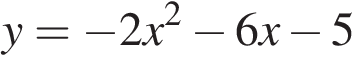 y = −2x² − 6x − 5